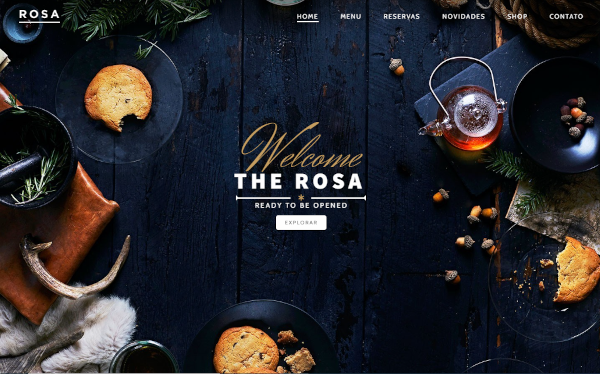 ROSA
HOME MENU RESERVAS NOVIDADES SHOP CONTATO
Welcome
THE ROSA
READY TO BE OPENED
EXPLORAR